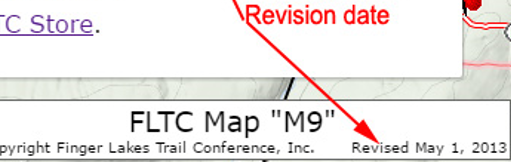 Revision date
TC Store.
FLTC Map "M9"
pyright Finger Lakes Trail Conference, Inc. Revised May 1, 2013